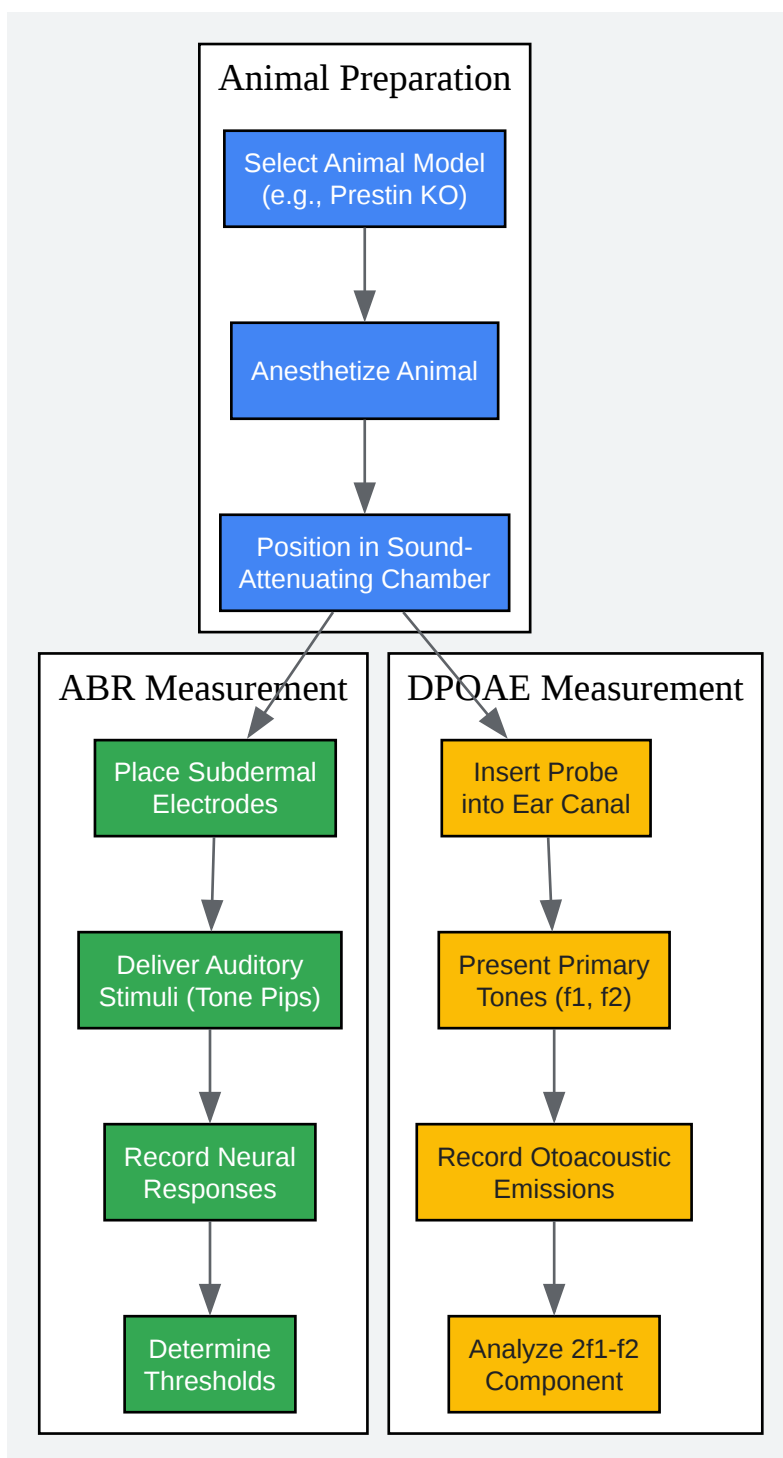 Animal Preparation
Select Animal Model
(e.g., Prestin KO)
Anesthetize Animal
Position in Sound-
Attenuating Chamber
ABR Measurement
Place Subdermal
Electrodes
Deliver Auditory
Stimuli (Tone Pips)
Record Neural
Responses
Determine
Thresholds
DPOAE Measurement
Insert Probe
into Ear Canal
Present Primary
Tones (f1, f2)
Record Otoacoustic
Emissions
Analyze 2f1-f2
Component